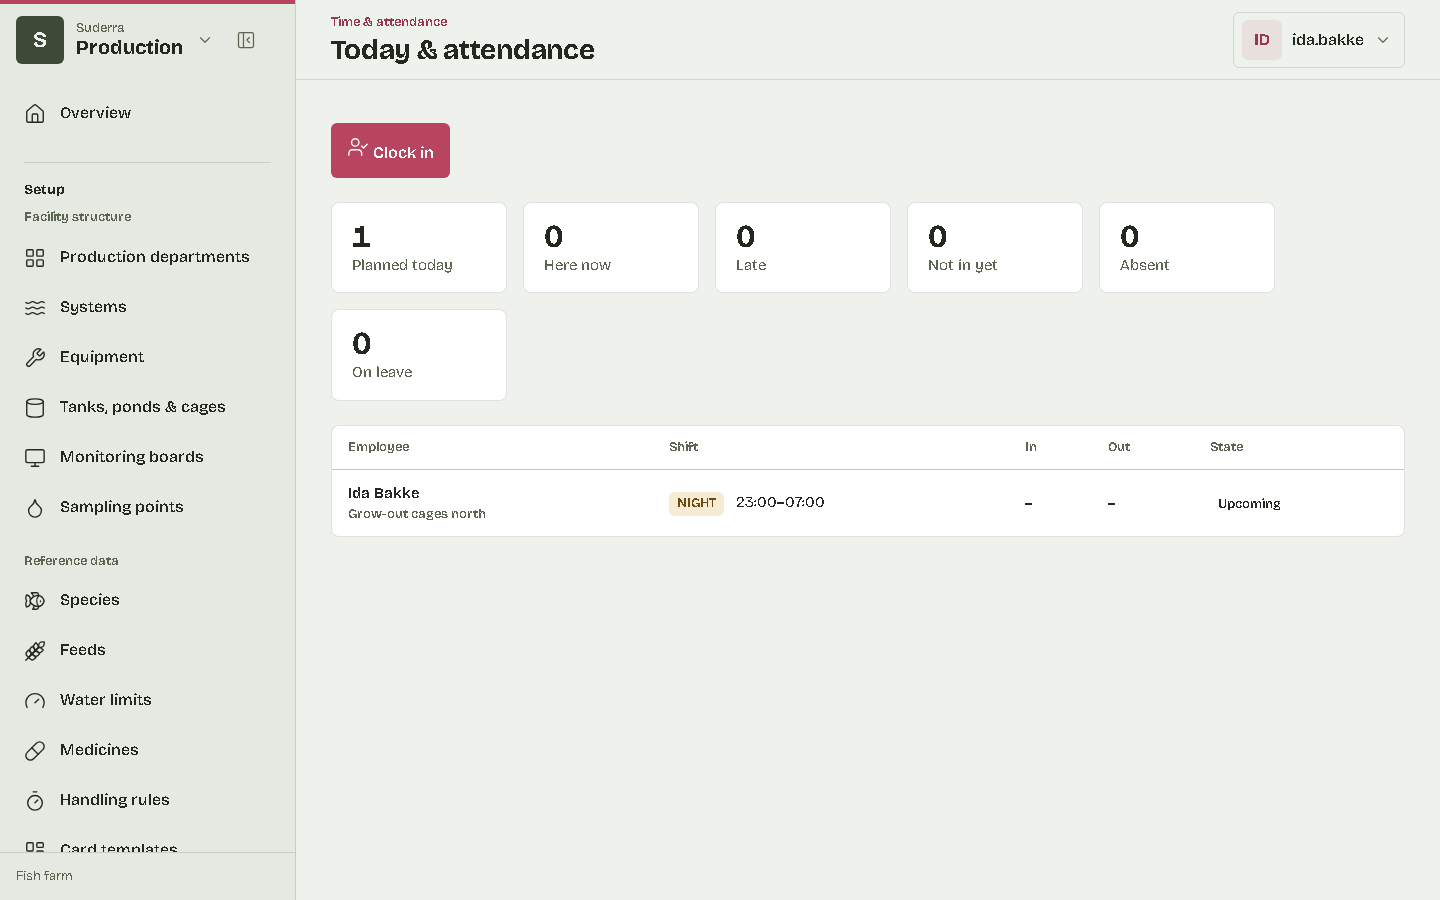 S
Suderra
Production
Overview
Setup
Facility structure
Production departments
Systems
Equipment
Tanks, ponds & cages
Monitoring boards
Sampling points
Reference data
Species
Feeds
Water limits
Medicines
Handling rules
Card templates
Fish farm
Time & attendance
Today & attendance
ID
ida.bakke
Clock in
1
Planned today
0
Here now
0
Late
0
Not in yet
0
Absent
0
On leave
Employee Shift In Out State
Ida Bakke
Grow-out cages north
NIGHT 23:00–07:00 – – Upcoming